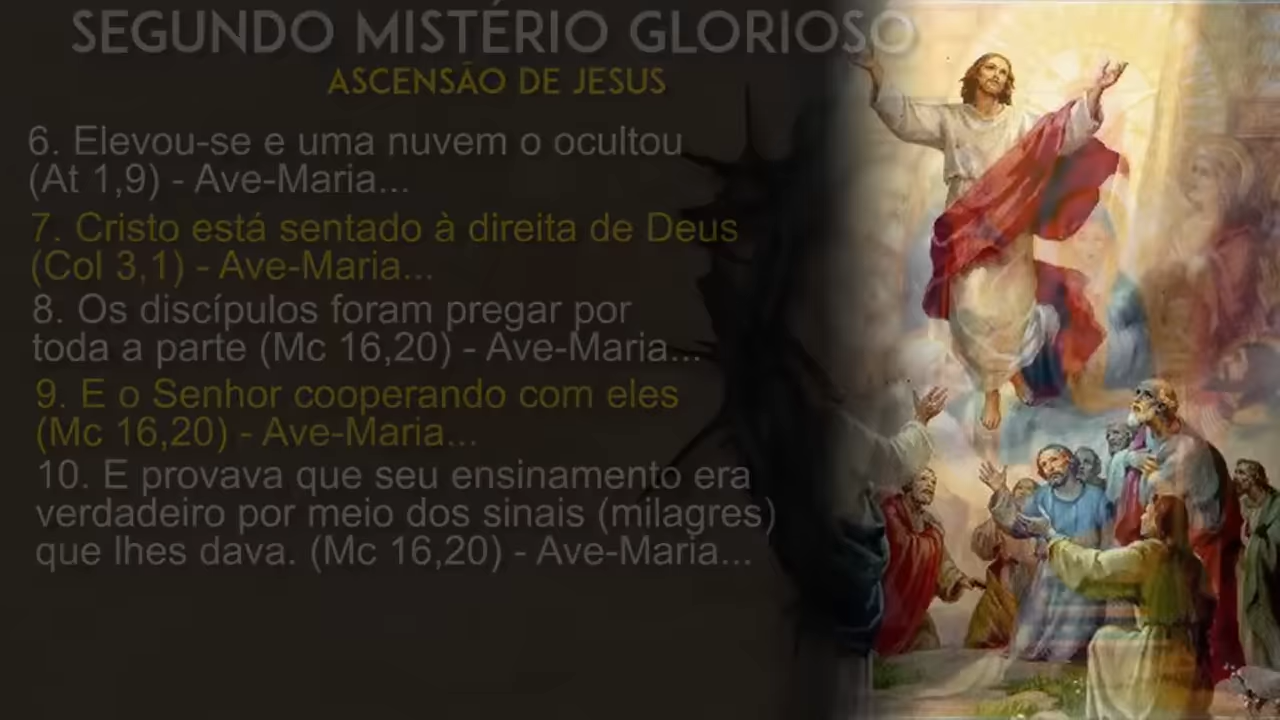 SEGUNDO MISTÉRIO GLORIOSO
ASCENSÃO DE JESUS
6. Elevou-se e uma nuvem o ocultou
(At 1,9) - Ave-Maria...
7. Cristo está sentado à direita de Deus
(Col 3,1) - Ave-Maria...
8. Os discípulos foram pregar por
toda a parte (Mc 16,20) - Ave-Maria...
9. E o Senhor cooperando com eles
(Mc 16,20) - Ave-Maria...
10. E provava que seu ensinamento era
verdadeiro por meio dos sinais (milagres)
que lhes dava. (Mc 16,20) - Ave-Maria...